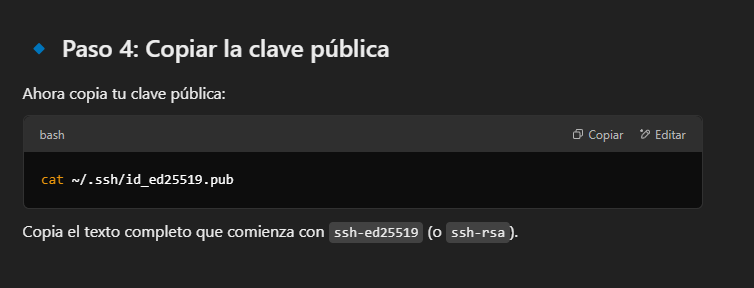 Paso 4: Copiar la clave pública
Ahora copia tu clave pública:
bash Copiar Editar
cat ~/.ssh/id_ed25519.pub
Copia el texto completo que comienza con ssh-ed25519 (o ssh-rsa).